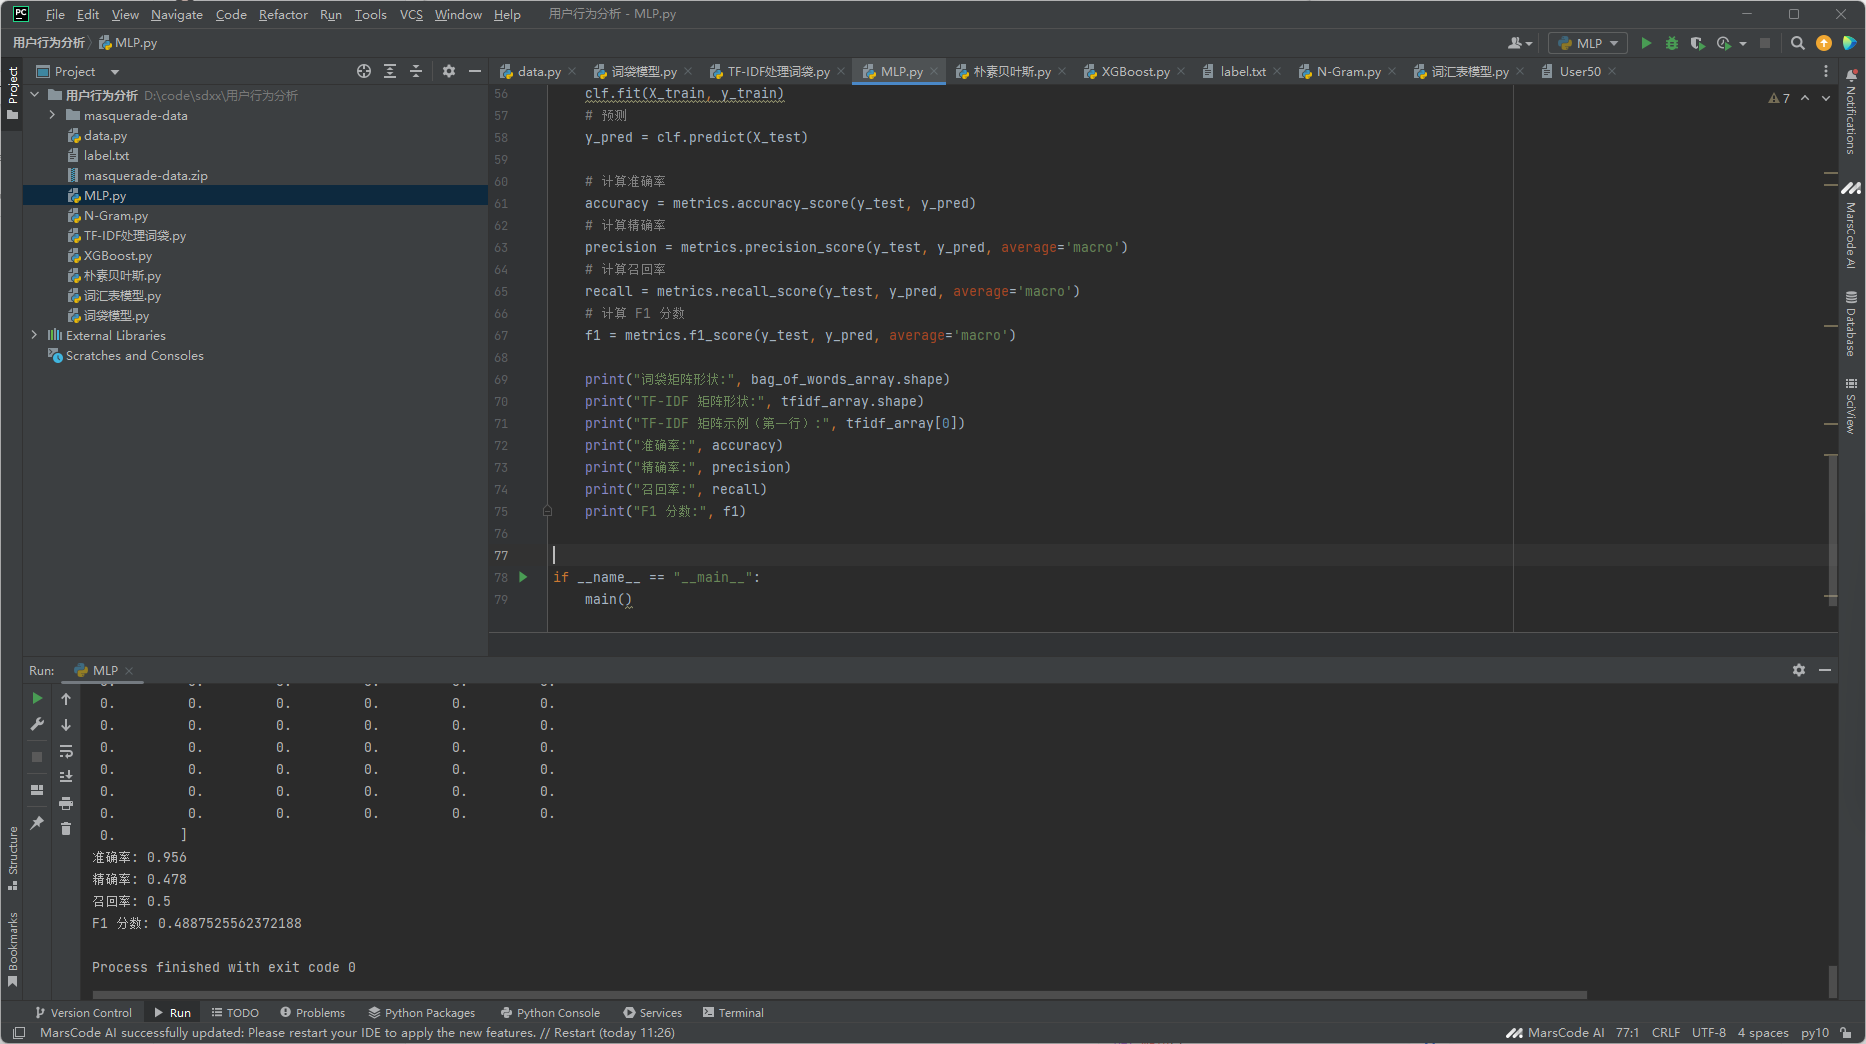 File Edit View Navigate Code Refactor Run Tools VCS Window Help 用户行为分析 - MLP.py
用户行为分析 MLP.py
MLP
Project
data.py 词袋模型.py TF-IDF处理词袋.py MLP.py 朴素贝叶斯.py XGBoost.py label.txt N-Gram.py 词汇表模型.py User50
用户行为分析 D:\code\sdxx\用户行为分析
masquerade-data
data.py
label.txt
masquerade-data.zip
MLP.py
N-Gram.py
TF-IDF处理词袋.py
XGBoost.py
朴素贝叶斯.py
词汇表模型.py
词袋模型.py
External Libraries
Scratches and Consoles
7
56 clf.fit(X_train, y_train)
57 # 预测
58 y_pred = clf.predict(X_test)
59
60 # 计算准确率
61 accuracy = metrics.accuracy_score(y_test, y_pred)
62 # 计算精确率
63 precision = metrics.precision_score(y_test, y_pred, average='macro')
64 # 计算召回率
65 recall = metrics.recall_score(y_test, y_pred, average='macro')
66 # 计算 F1 分数
67 f1 = metrics.f1_score(y_test, y_pred, average='macro')
68
69 print("词袋矩阵形状:", bag_of_words_array.shape)
70 print("TF-IDF 矩阵形状:", tfidf_array.shape)
71 print("TF-IDF 矩阵示例（第一行）:", tfidf_array[0])
72 print("准确率:", accuracy)
73 print("精确率:", precision)
74 print("召回率:", recall)
75 print("F1 分数:", f1)
76
77
78 if __name__ == "__main__":
79 main()
Project
Structure
Bookmarks
Notifications
MarsCode AI
Database
SciView
Run: MLP
0. 0. 0. 0. 0. 0.
0. 0. 0. 0. 0. 0.
0. 0. 0. 0. 0. 0.
0. 0. 0. 0. 0. 0.
0. 0. 0. 0. 0. 0.
0. 0. 0. 0. 0. 0.
0. ]
准确率: 0.956
精确率: 0.478
召回率: 0.5
F1 分数: 0.4887525562372188
Process finished with exit code 0
Version Control Run TODO Problems Python Packages Python Console Services Terminal
MarsCode AI successfully updated: Please restart your IDE to apply the new features. // Restart (today 11:26) MarsCode AI 77:1 CRLF UTF-8 4 spaces py10